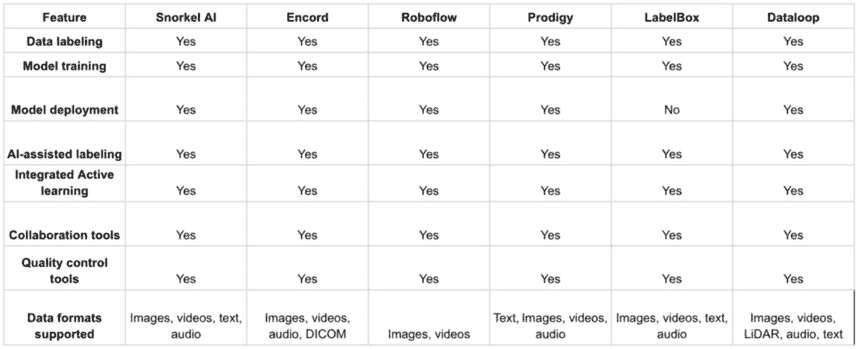 Feature Snorkel AI Encord Roboflow Prodigy LabelBox Dataloop
Data labeling Yes Yes Yes Yes Yes Yes
Model training Yes Yes Yes Yes Yes Yes
Model deployment Yes Yes Yes Yes No Yes
AI-assisted labeling Yes Yes Yes Yes Yes Yes
Integrated Active
learning Yes Yes Yes Yes Yes Yes
Collaboration tools Yes Yes Yes Yes Yes Yes
Quality control
tools Yes Yes Yes Yes Yes Yes
Data formats Images, videos, text, Images, videos, Text, Images, videos, Images, videos, text, Images, videos,
supported audio audio, DICOM Images, videos audio audio LiDAR, audio, text